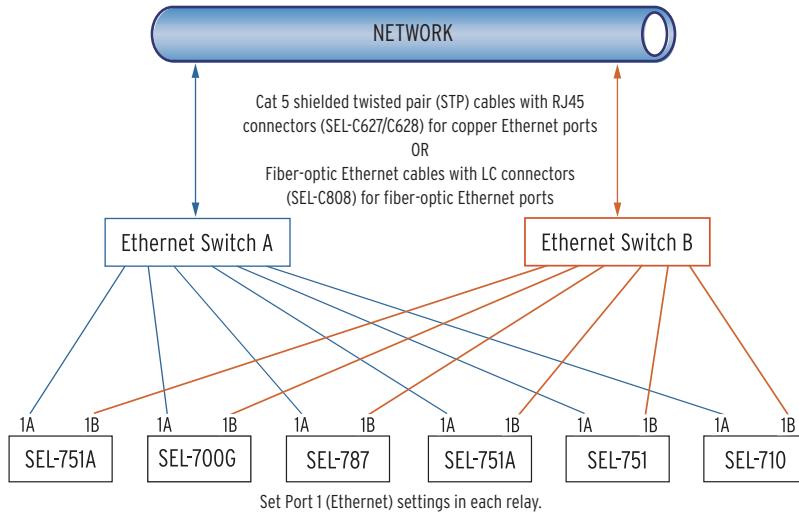 NETWORK
Cat 5 shielded twisted pair (STP) cables with RJ45
connectors (SEL-C627/C628) for copper Ethernet ports
OR
Fiber-optic Ethernet cables with LC connectors
(SEL-C808) for fiber-optic Ethernet ports
Ethernet Switch A
Ethernet Switch B
1A 1B 1A 1B 1A 1B 1A 1B 1A 1B 1A 1B
SEL-751A SEL-700G SEL-787 SEL-751A SEL-751 SEL-710
Set Port 1 (Ethernet) settings in each relay.